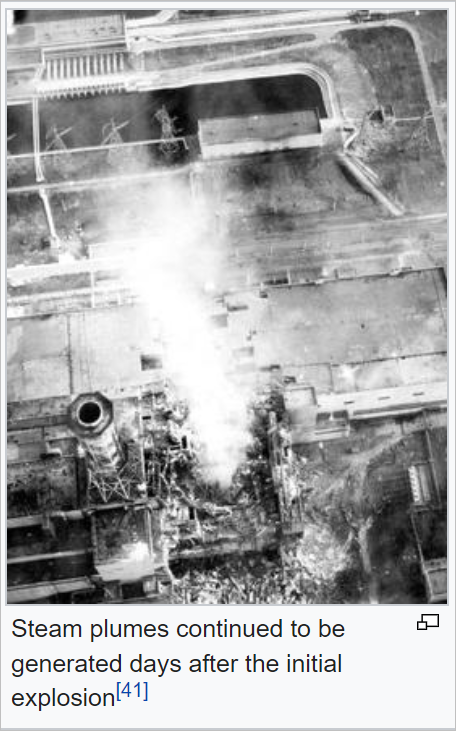 Steam plumes continued to be
generated days after the initial
explosion[41]